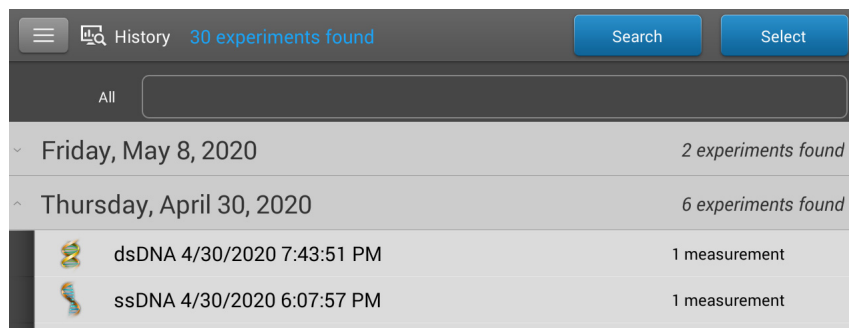 History 30 experiments found Search Select
All
Friday, May 8, 2020 2 experiments found
Thursday, April 30, 2020 6 experiments found
dsDNA 4/30/2020 7:43:51 PM 1 measurement
ssDNA 4/30/2020 6:07:57 PM 1 measurement